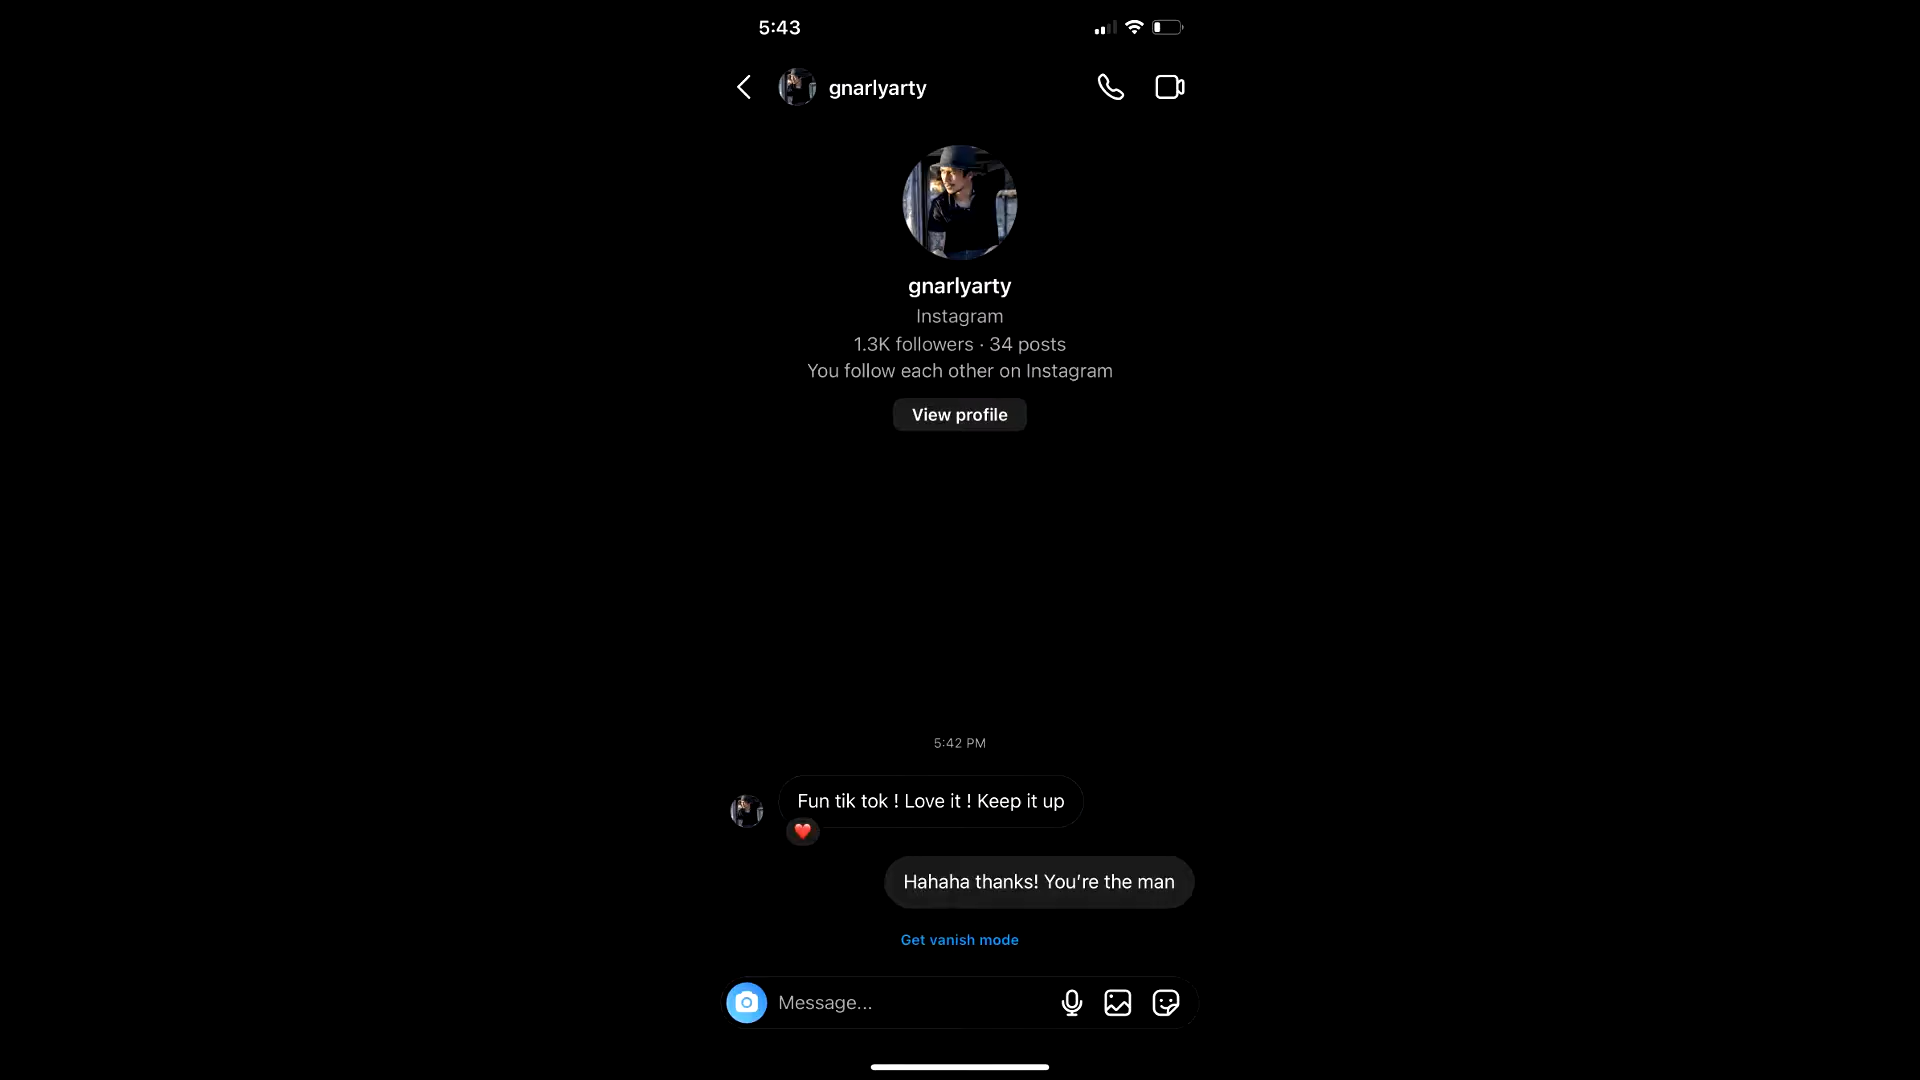 5:43
gnarlyarty
gnarlyarty
Instagram
1.3K followers · 34 posts
You follow each other on Instagram
View profile
5:42 PM
Fun tik tok ! Love it ! Keep it up
Hahaha thanks! You’re the man
Get vanish mode
Message...